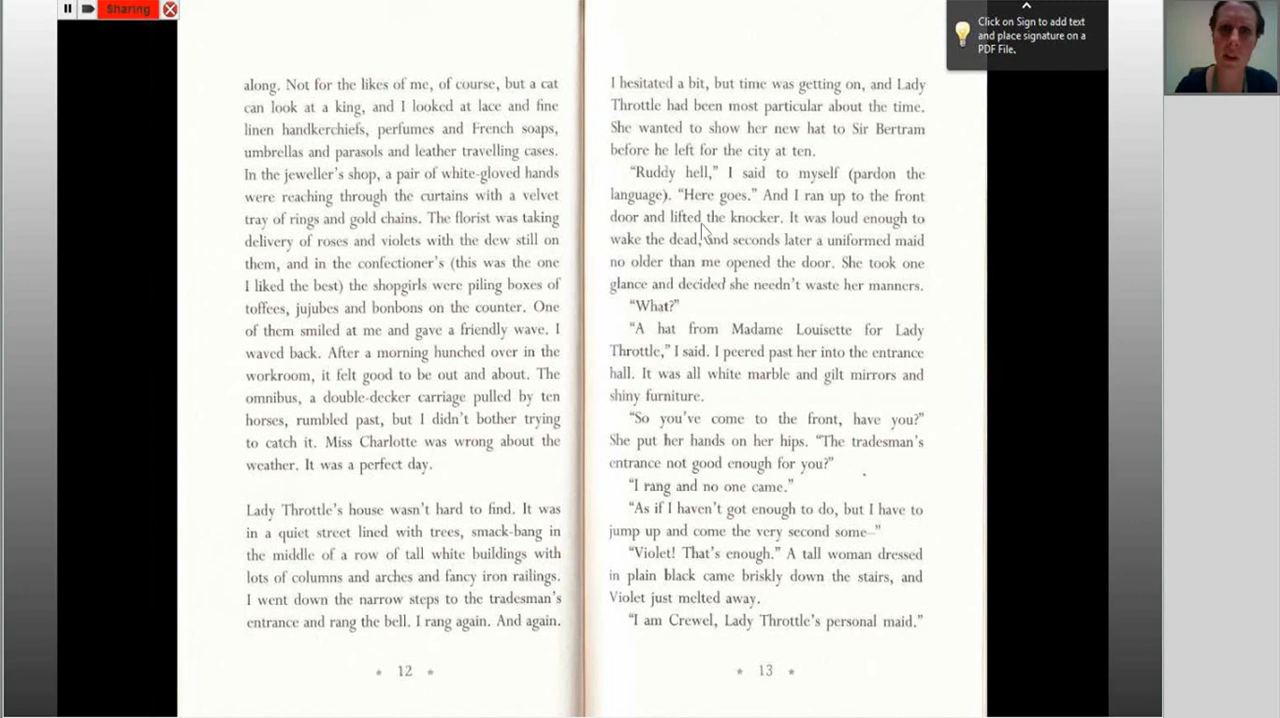 Sharing
Click on Sign to add text
and place signature on a
PDF File.
along. Not for the likes of me, of course, but a cat
can look at a king, and I looked at lace and fine
linen handkerchiefs, perfumes and French soaps,
umbrellas and parasols and leather travelling cases.
In the jeweller's shop, a pair of white-gloved hands
were reaching through the curtains with a velvet
tray of rings and gold chains. The florist was taking
delivery of roses and violets with the dew still on
them, and in the confectioner's (this was the one
I liked the best) the shopgirls were piling boxes of
toffees, jujubes and bonbons on the counter. One
of them smiled at me and gave a friendly wave. I
waved back. After a morning hunched over in the
workroom, it felt good to be out and about. The
omnibus, a double-decker carriage pulled by ten
horses, rumbled past, but I didn't bother trying
to catch it. Miss Charlotte was wrong about the
weather. It was a perfect day.
Lady Throttle's house wasn't hard to find. It was
in a quiet street lined with trees, smack-bang in
the middle of a row of tall white buildings with
lots of columns and arches and fancy iron railings.
I went down the narrow steps to the tradesman's
entrance and rang the bell. I rang again. And again.
* 12 *
I hesitated a bit, but time was getting on, and Lady
Throttle had been most particular about the time.
She wanted to show her new hat to Sir Bertram
before he left for the city at ten.
"Ruddy hell," I said to myself (pardon the
language). "Here goes." And I ran up to the front
door and lifted the knocker. It was loud enough to
wake the dead, and seconds later a uniformed maid
no older than me opened the door. She took one
glance and decided she needn't waste her manners.
"What?"
"A hat from Madame Louisette for Lady
Throttle," I said. I peered past her into the entrance
hall. It was all white marble and gilt mirrors and
shiny furniture.
"So you've come to the front, have you?"
She put her hands on her hips. "The tradesman's
entrance not good enough for you?"
"I rang and no one came."
"As if I haven't got enough to do, but I have to
jump up and come the very second some–"
"Violet! That's enough." A tall woman dressed
in plain black came briskly down the stairs, and
Violet just melted away.
"I am Crewel, Lady Throttle's personal maid."
* 13 *